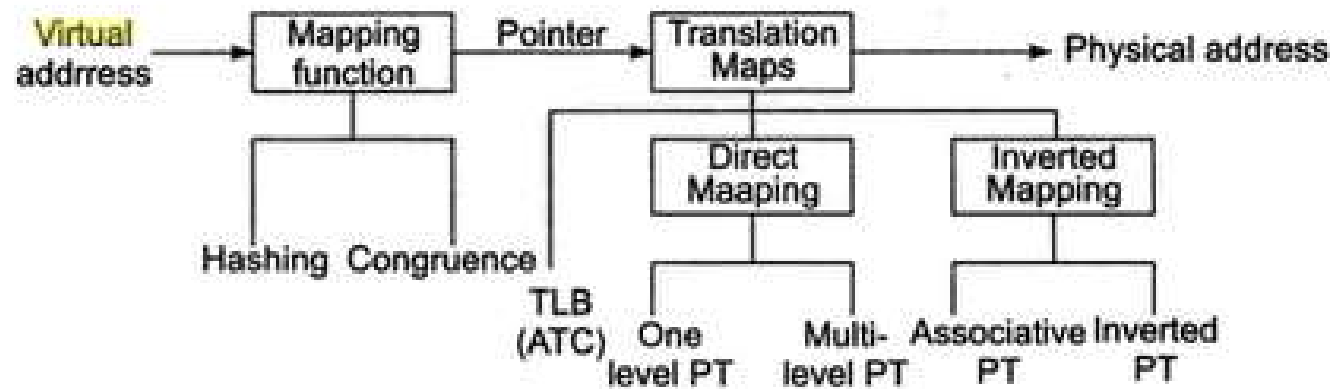 Virtual
addrress
Mapping
function
Pointer
Translation
Maps
Physical address
Direct
Maaping
Inverted
Mapping
Hashing Congruence
TLB
(ATC)
One
level PT
Multi-
level PT
Associative
PT
Inverted
PT